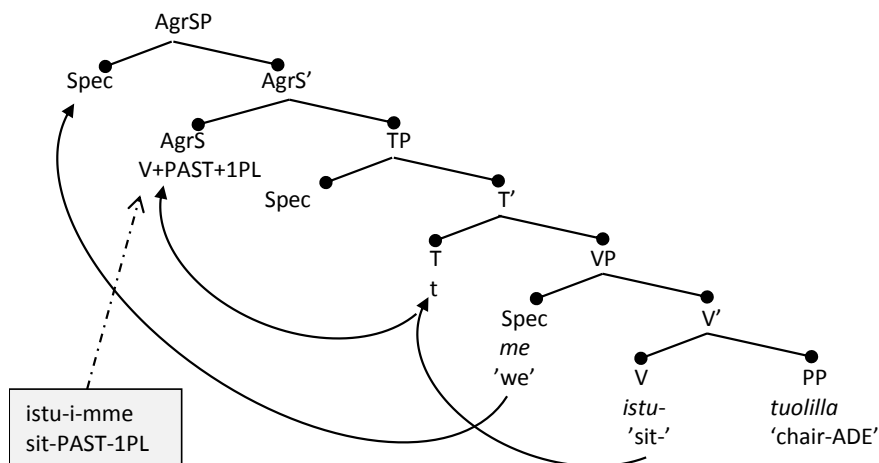 AgrSP
Spec AgrS’
AgrS TP
V+PAST+1PL
Spec T’
T VP
t
Spec V’
me
’we’ V PP
istu- tuolilla
’sit-’ ‘chair-ADE’
istu-i-mme
sit-PAST-1PL